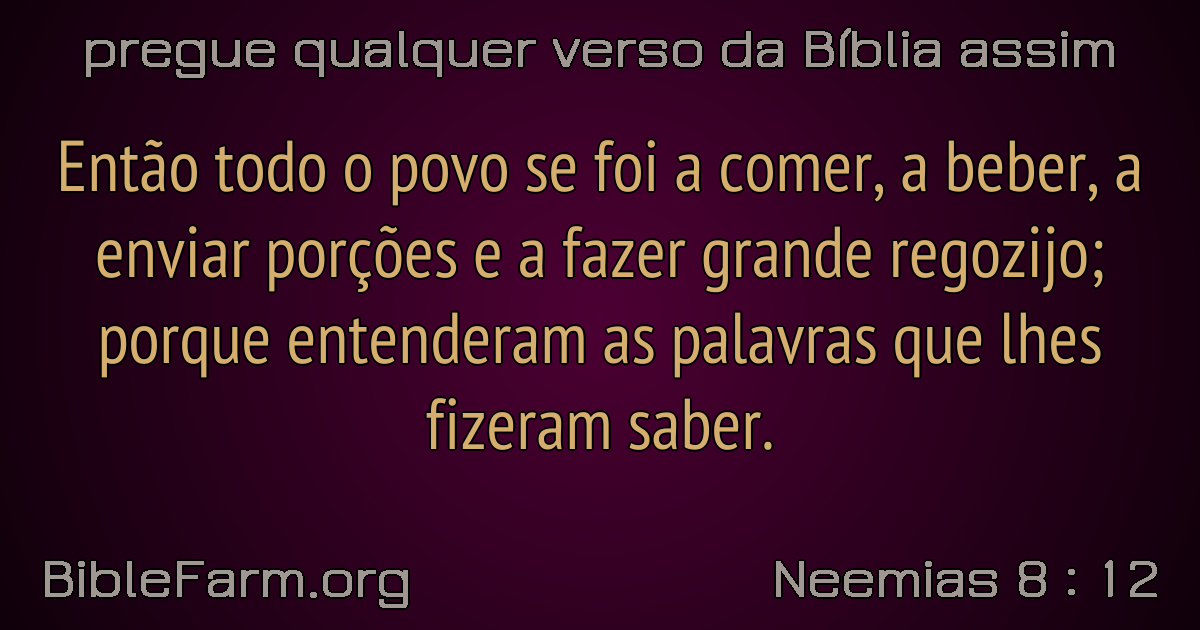 pregue qualquer verso da Bíblia assim
Então todo o povo se foi a comer, a beber, a
enviar porções e a fazer grande regozijo;
porque entenderam as palavras que lhes
fizeram saber.
BibleFarm.org
Neemias 8 : 12